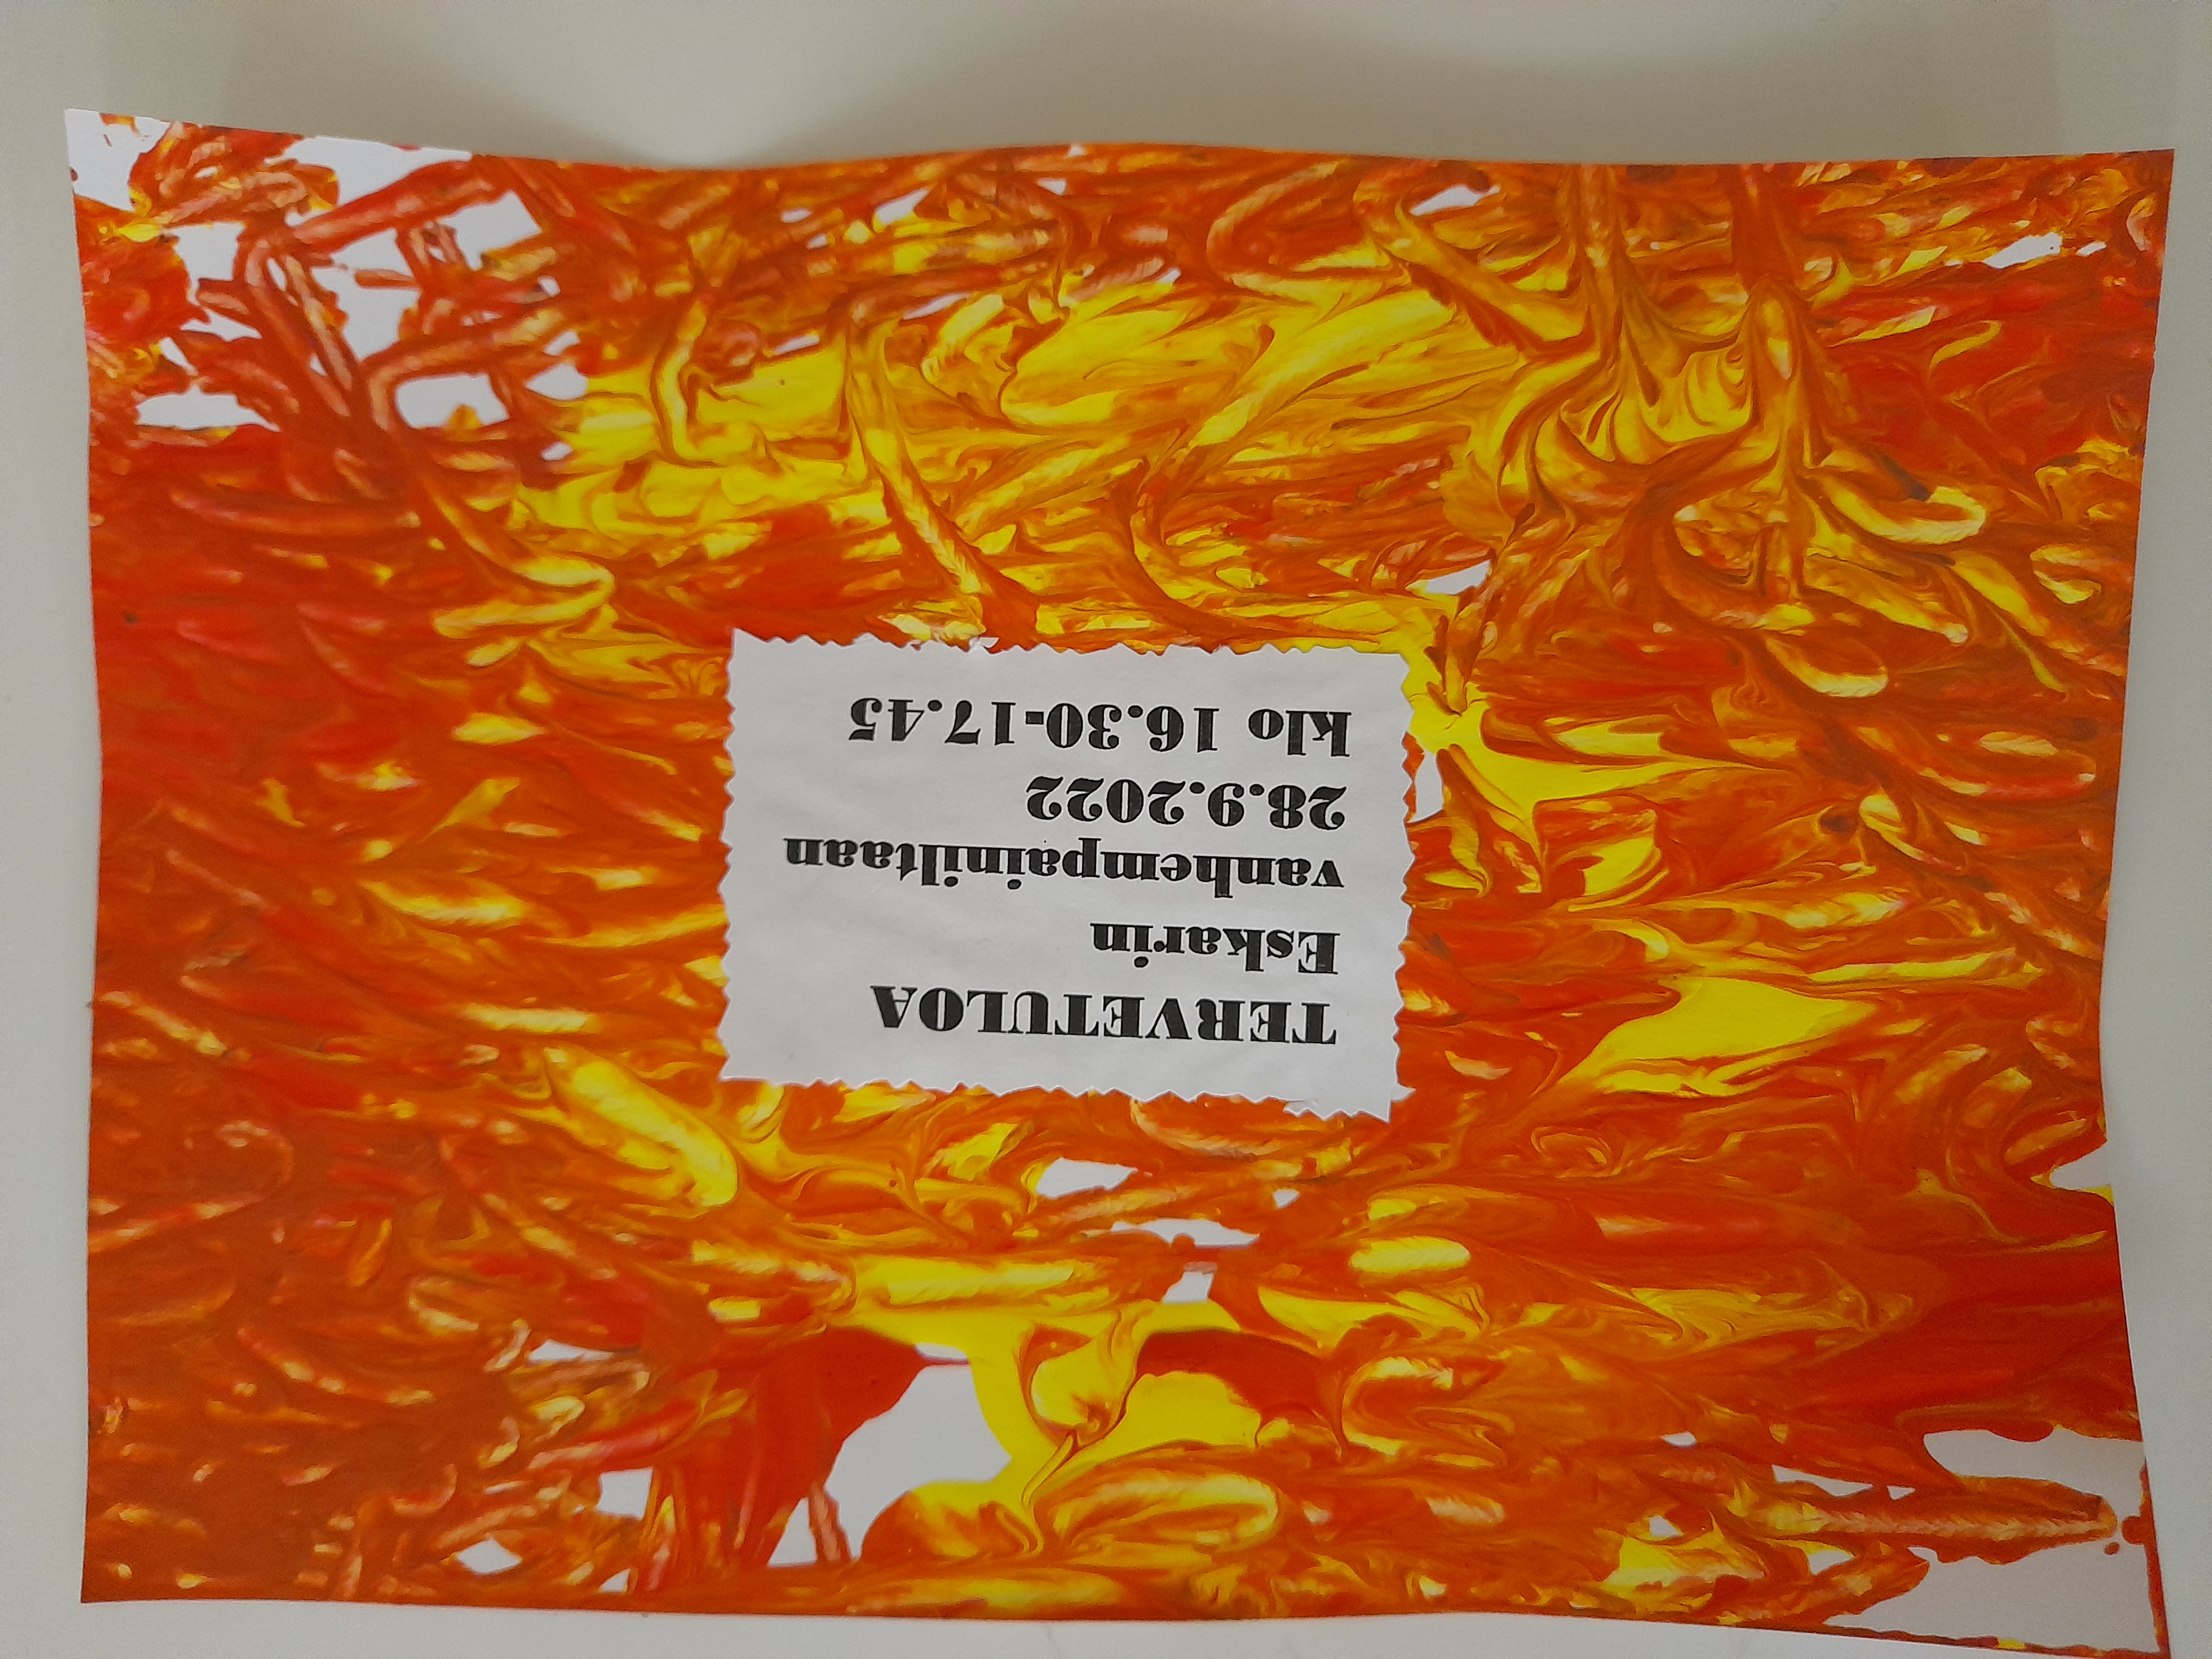 TERVETULOA
Eskarin
vanhempainiltaan
28.9.2022
klo 16.30-17.45